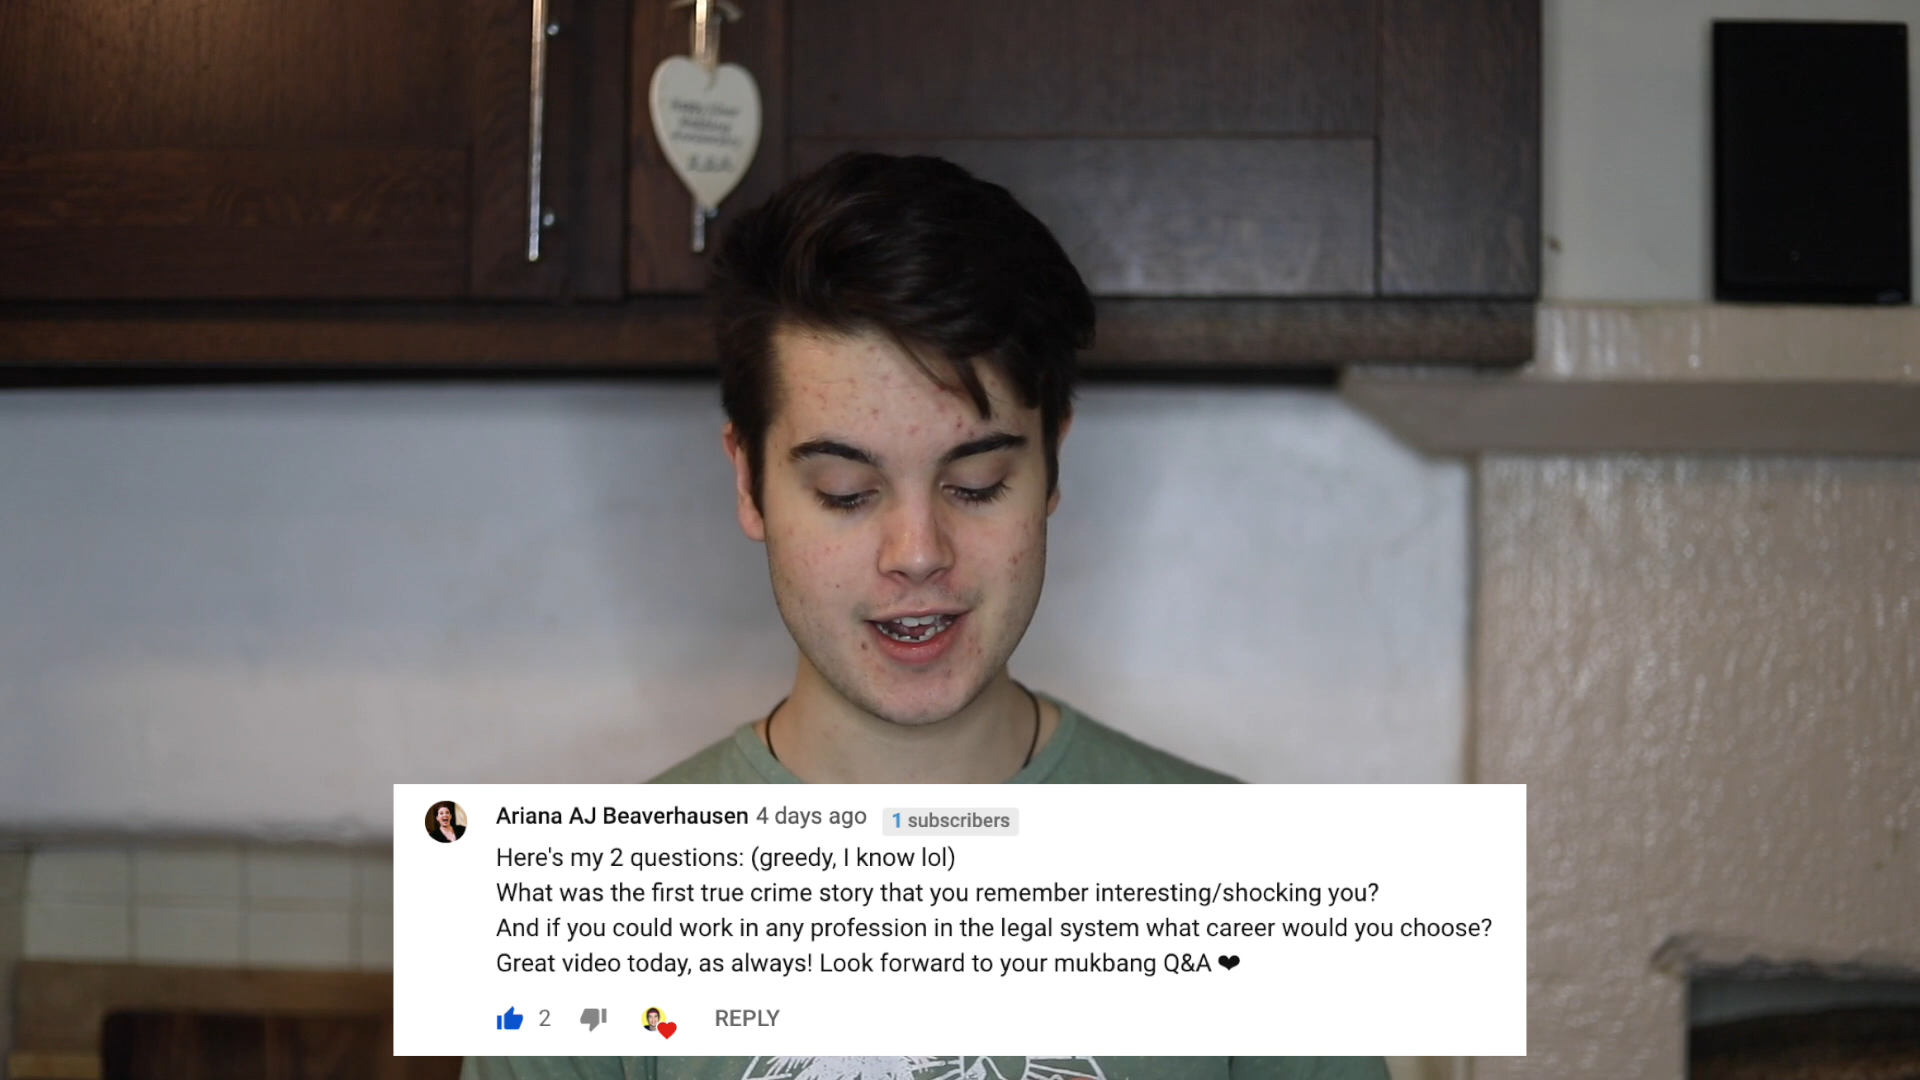 Ariana AJ Beaverhausen 4 days ago 1 subscribers
Here's my 2 questions: (greedy, I know lol)
What was the first true crime story that you remember interesting/shocking you?
And if you could work in any profession in the legal system what career would you choose?
Great video today, as always! Look forward to your mukbang Q&A ❤
2 REPLY